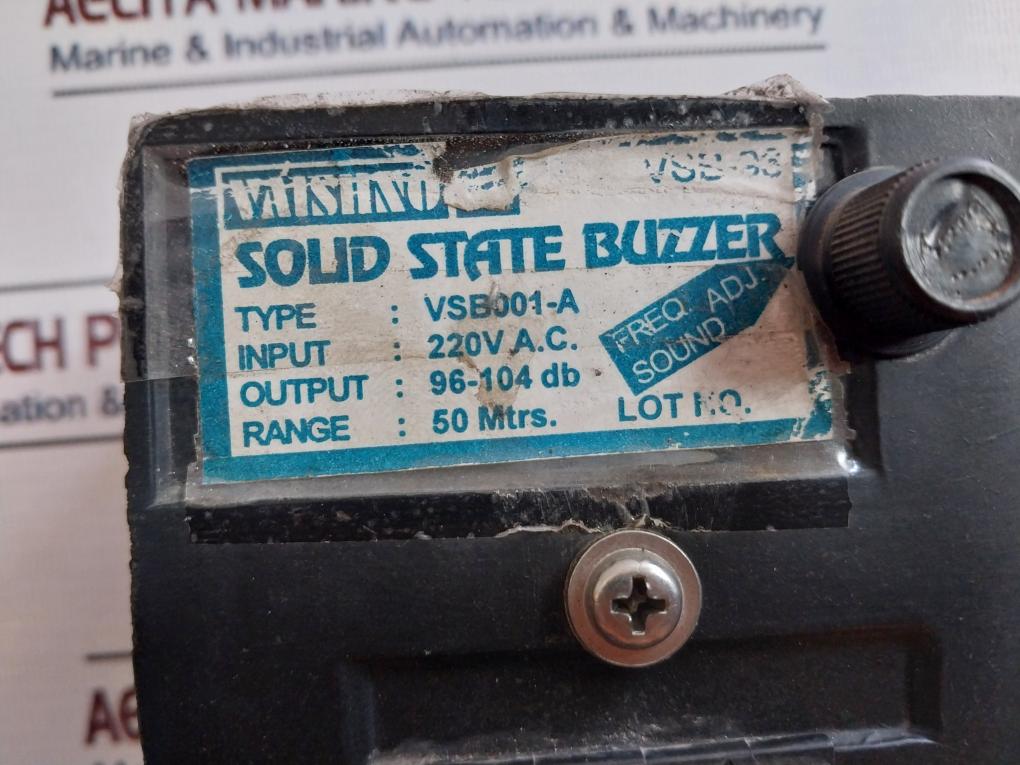 Marine & Industrial Automation & Machinery
SOLID STATE BUZZER
TYPE : VSB001-A
INPUT : 220V A.C.
OUTPUT : 96-104 db
RANGE : 50 Mtrs.
FREQ. ADJ.
SOUND
LOT NO.